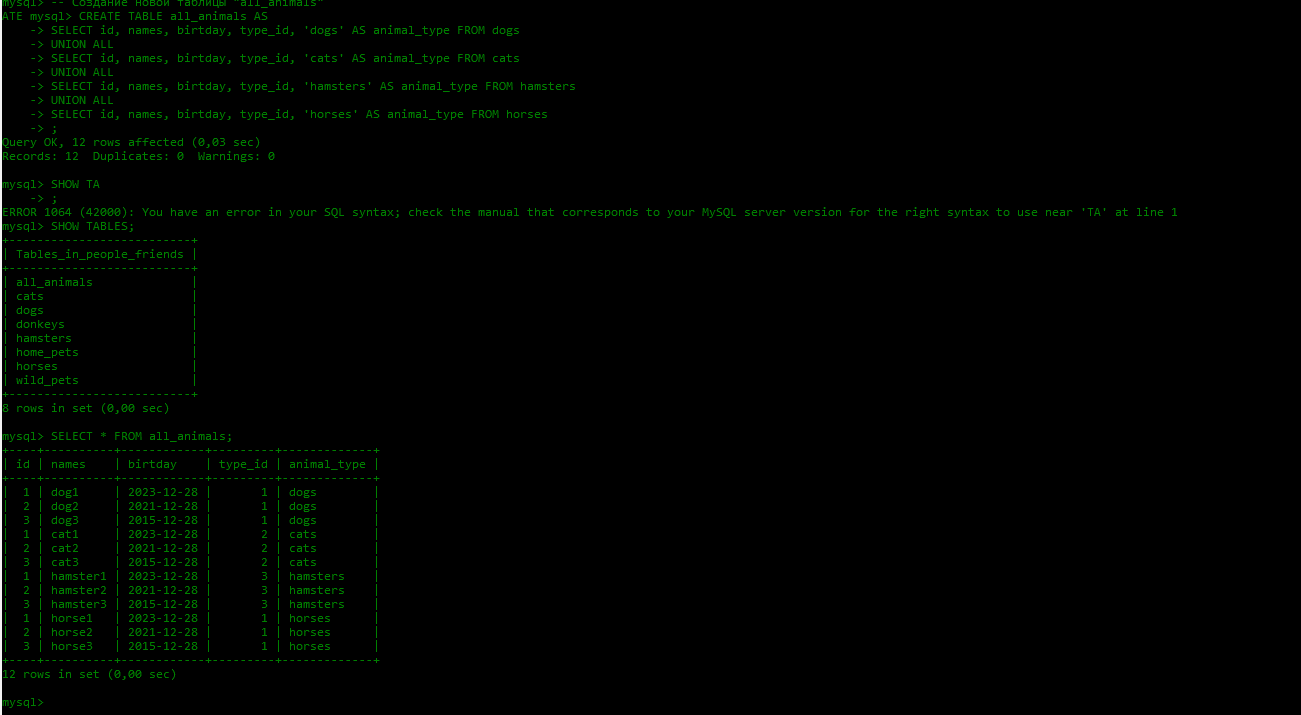 mysql> -- Создание новой таблицы "all_animals"
ATE mysql> CREATE TABLE all_animals AS
    -> SELECT id, names, birtday, type_id, 'dogs' AS animal_type FROM dogs
    -> UNION ALL
    -> SELECT id, names, birtday, type_id, 'cats' AS animal_type FROM cats
    -> UNION ALL
    -> SELECT id, names, birtday, type_id, 'hamsters' AS animal_type FROM hamsters
    -> UNION ALL
    -> SELECT id, names, birtday, type_id, 'horses' AS animal_type FROM horses
    -> ;
Query OK, 12 rows affected (0,03 sec)
Records: 12  Duplicates: 0  Warnings: 0
mysql> SHOW TA
    -> ;
ERROR 1064 (42000): You have an error in your SQL syntax; check the manual that corresponds to your MySQL server version for the right syntax to use near 'TA' at line 1
mysql> SHOW TABLES;
+--------------------------+
| Tables_in_people_friends |
+--------------------------+
| all_animals              |
| cats                     |
| dogs                     |
| donkeys                  |
| hamsters                 |
| home_pets                |
| horses                   |
| wild_pets                |
+--------------------------+
8 rows in set (0,00 sec)
mysql> SELECT * FROM all_animals;
+----+----------+------------+---------+-------------+
| id | names    | birtday    | type_id | animal_type |
+----+----------+------------+---------+-------------+
|  1 | dog1     | 2023-12-28 |       1 | dogs        |
|  2 | dog2     | 2021-12-28 |       1 | dogs        |
|  3 | dog3     | 2015-12-28 |       1 | dogs        |
|  1 | cat1     | 2023-12-28 |       2 | cats        |
|  2 | cat2     | 2021-12-28 |       2 | cats        |
|  3 | cat3     | 2015-12-28 |       2 | cats        |
|  1 | hamster1 | 2023-12-28 |       3 | hamsters    |
|  2 | hamster2 | 2021-12-28 |       3 | hamsters    |
|  3 | hamster3 | 2015-12-28 |       3 | hamsters    |
|  1 | horse1   | 2023-12-28 |       1 | horses      |
|  2 | horse2   | 2021-12-28 |       1 | horses      |
|  3 | horse3   | 2015-12-28 |       1 | horses      |
+----+----------+------------+---------+-------------+
12 rows in set (0,00 sec)
mysql>